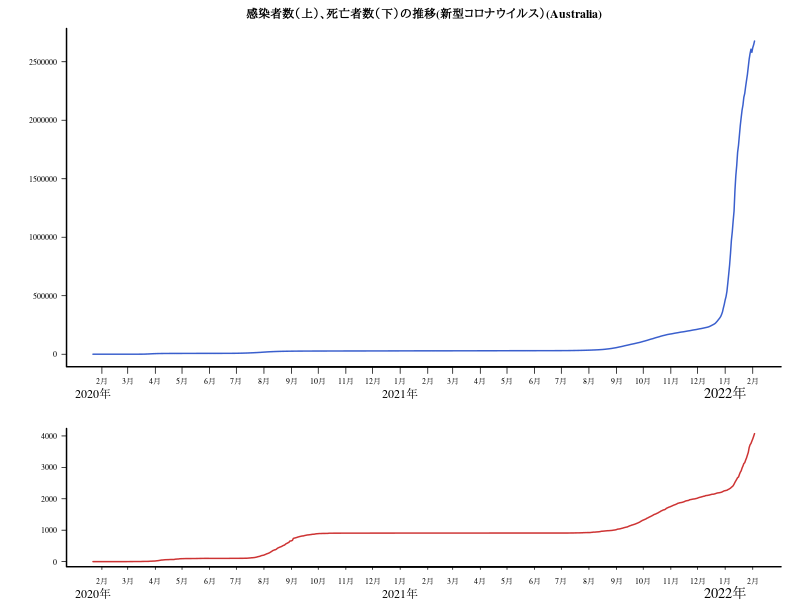 感染者数（上）、死亡者数（下）の推移(新型コロナウイルス）(Australia)
2500000
2000000
1500000
1000000
500000
0
2月 3月 4月 5月 6月 7月 8月 9月 10月 11月 12月 1月 2月 3月 4月 5月 6月 7月 8月 9月 10月 11月 12月 1月 2月
2020年 2021年 2022年
4000
3000
2000
1000
0
2月 3月 4月 5月 6月 7月 8月 9月 10月 11月 12月 1月 2月 3月 4月 5月 6月 7月 8月 9月 10月 11月 12月 1月 2月
2020年 2021年 2022年